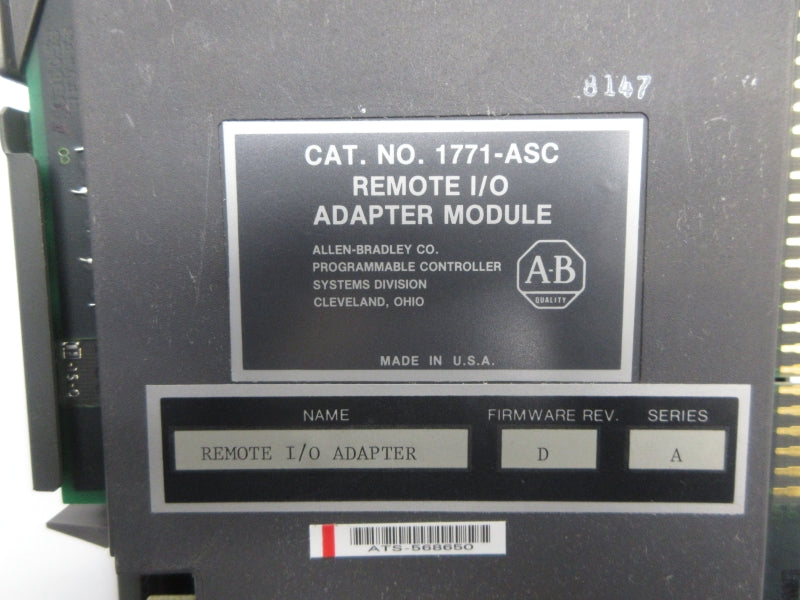 8147
CAT. NO. 1771-ASC
REMOTE I/O
ADAPTER MODULE
ALLEN-BRADLEY CO.
PROGRAMMABLE CONTROLLER
SYSTEMS DIVISION
CLEVELAND, OHIO
A-B
QUALITY
MADE IN U.S.A.
NAME FIRMWARE REV. SERIES
REMOTE I/O ADAPTER D A
ATS-568650